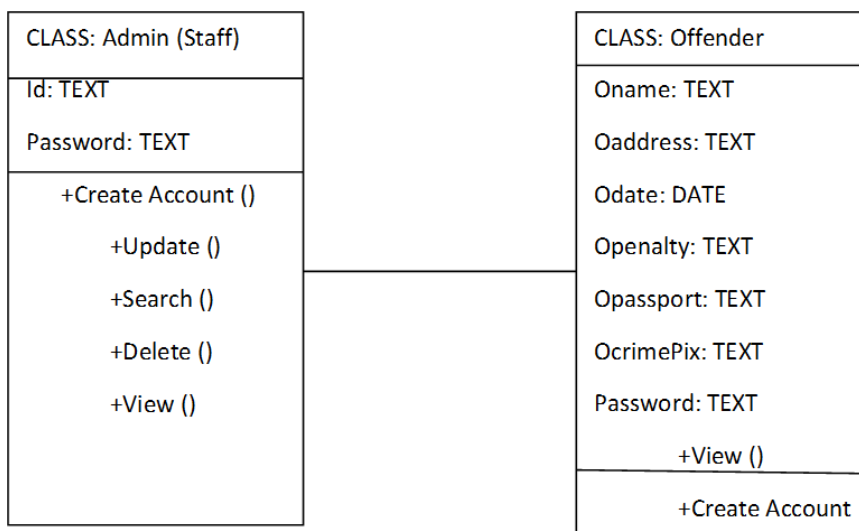 CLASS: Admin (Staff)
Id: TEXT
Password: TEXT
+Create Account ()
+Update ()
+Search ()
+Delete ()
+View ()
CLASS: Offender
Oname: TEXT
Oaddress: TEXT
Odate: DATE
Openalty: TEXT
Opassport: TEXT
OcrimePix: TEXT
Password: TEXT
+View ()
+Create Account